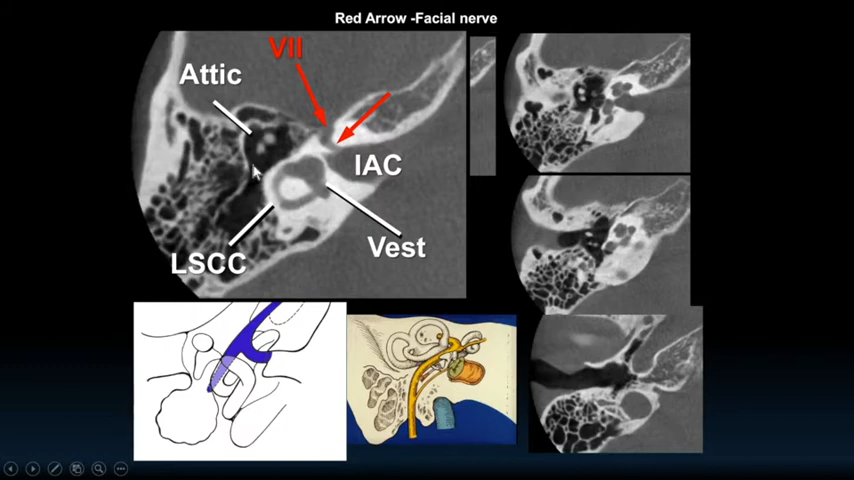 Red Arrow -Facial nerve
VII
Attic
IAC
Vest
LSCC